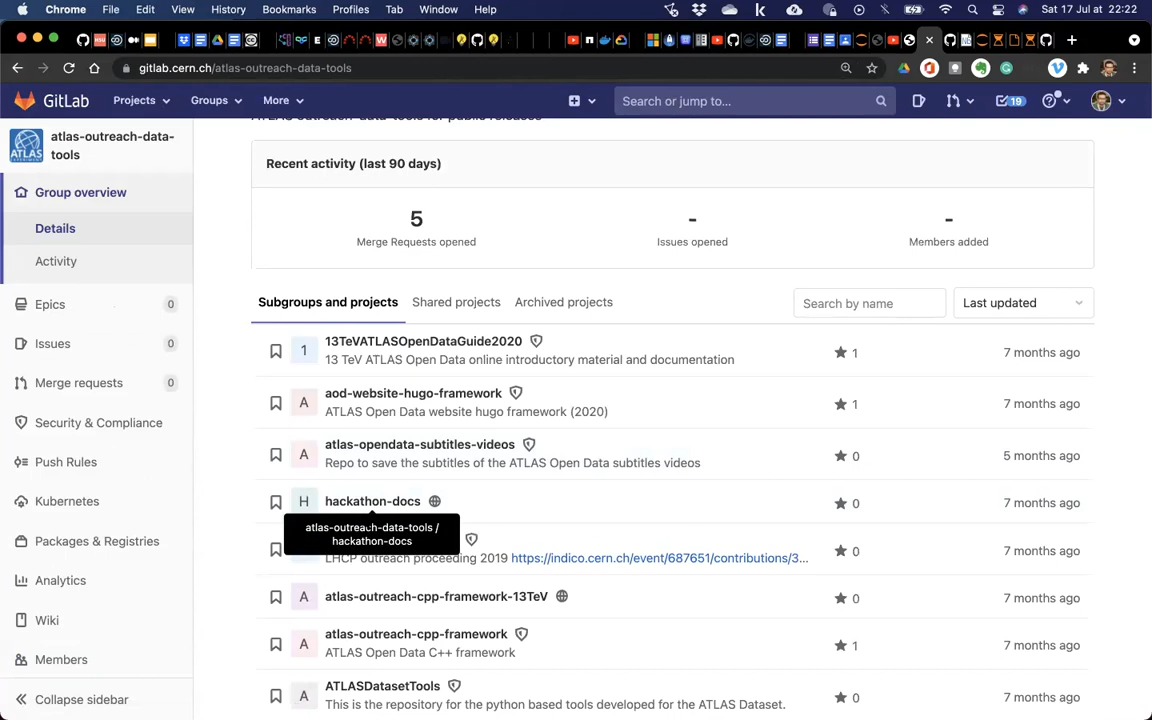 Chrome File Edit View History Bookmarks Profiles Tab Window Help Sat 17 Jul at 22:22
gitlab.cern.ch/atlas-outreach-data-tools
GitLab Projects Groups More Search or jump to... 19
atlas-outreach-data-
tools
Group overview
Details
Activity
Epics 0
Issues 0
Merge requests 0
Security & Compliance
Push Rules
Kubernetes
Packages & Registries
Analytics
Wiki
Members
Collapse sidebar
Recent activity (last 90 days)
5 - -
Merge Requests opened Issues opened Members added
Subgroups and projects Shared projects Archived projects Search by name Last updated
1 13TeVATLASOpenDataGuide2020
13 TeV ATLAS Open Data online introductory material and documentation
1 7 months ago
A aod-website-hugo-framework
ATLAS Open Data website hugo framework (2020)
1 7 months ago
A atlas-opendata-subtitles-videos
Repo to save the subtitles of the ATLAS Open Data subtitles videos
0 5 months ago
H hackathon-docs
0 7 months ago
atlas-outreach-data-tools /
hackathon-docs
LHCP outreach proceeding 2019 https://indico.cern.ch/event/687651/contributions/3...
0 7 months ago
A atlas-outreach-cpp-framework-13TeV
0 7 months ago
A atlas-outreach-cpp-framework
ATLAS Open Data C++ framework
1 7 months ago
A ATLASDatasetTools
This is the repository for the python based tools developed for the ATLAS Dataset.
0 7 months ago